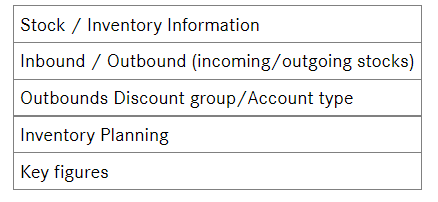 Stock / Inventory Information
Inbound / Outbound (incoming/outgoing stocks)
Outbounds Discount group/Account type
Inventory Planning
Key figures